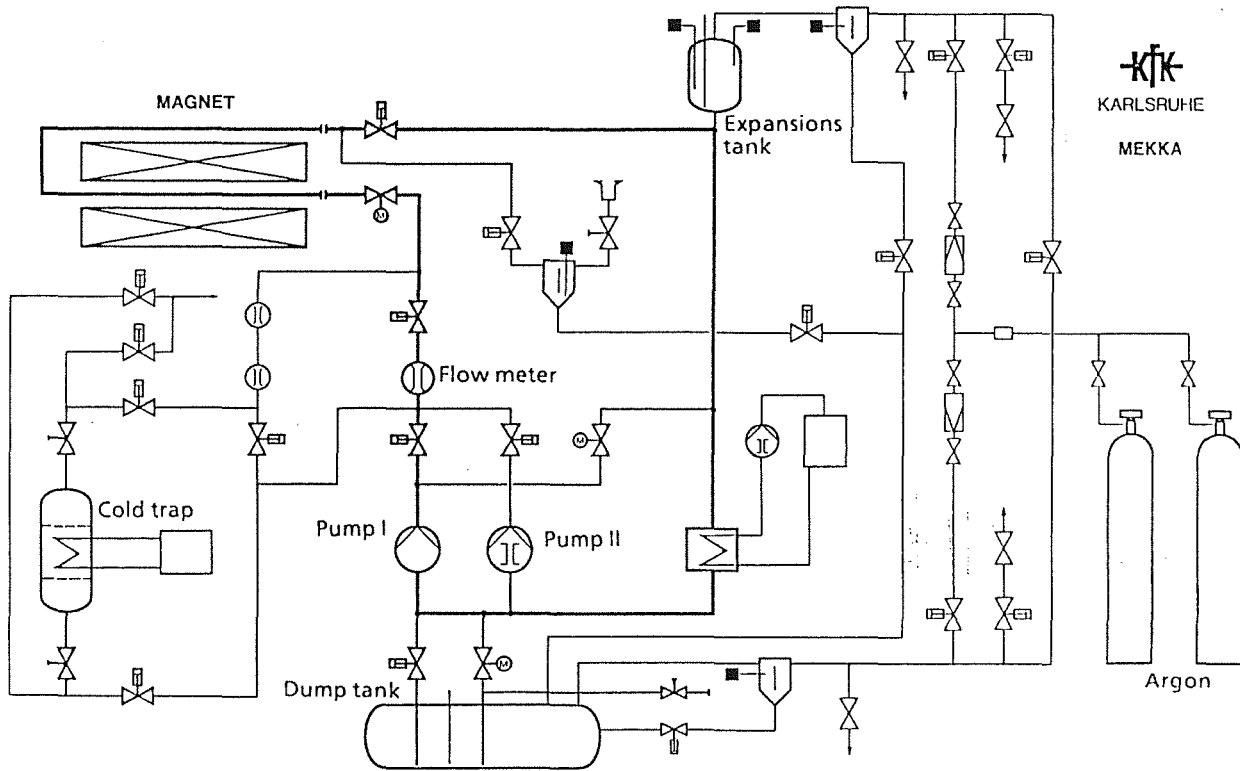 MAGNET
Expansions
tank
KfK
KARLSRUHE
MEKKA
M
Flow meter
M
Cold trap
Pump I
Pump II
M
Dump tank
Argon